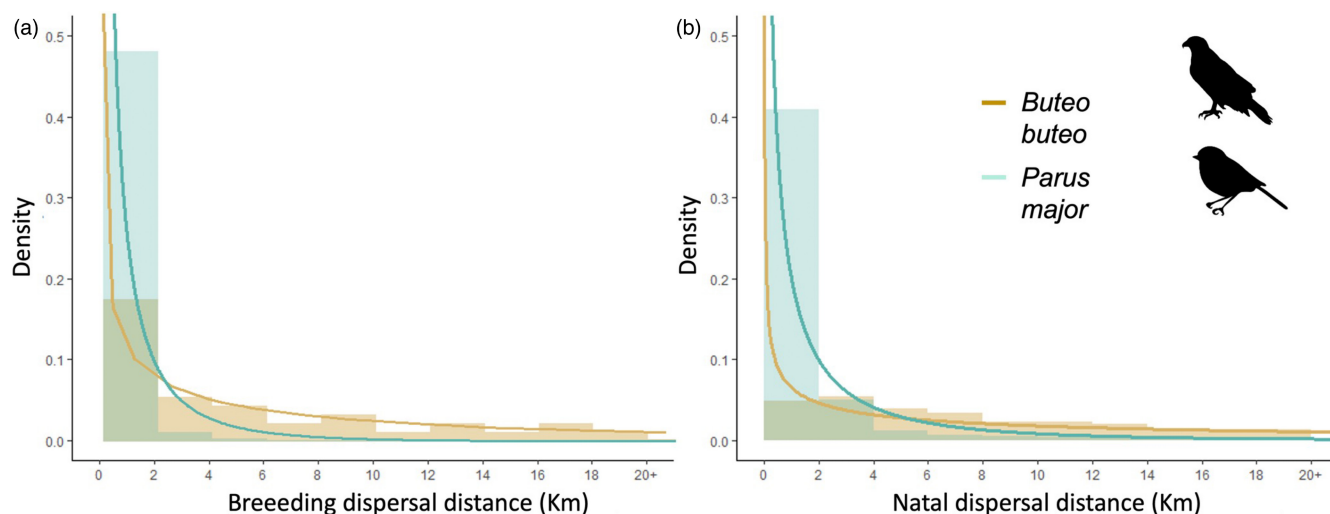 (a)
0.5
0.4
0.3
0.2
0.1
0.0
Density
0 2 4 6 8 10 12 14 16 18 20+
Breeeding dispersal distance (Km)
(b)
0.5
0.4
0.3
0.2
0.1
0.0
Density
0 2 4 6 8 10 12 14 16 18 20+
Natal dispersal distance (Km)
Buteo
buteo
Parus
major